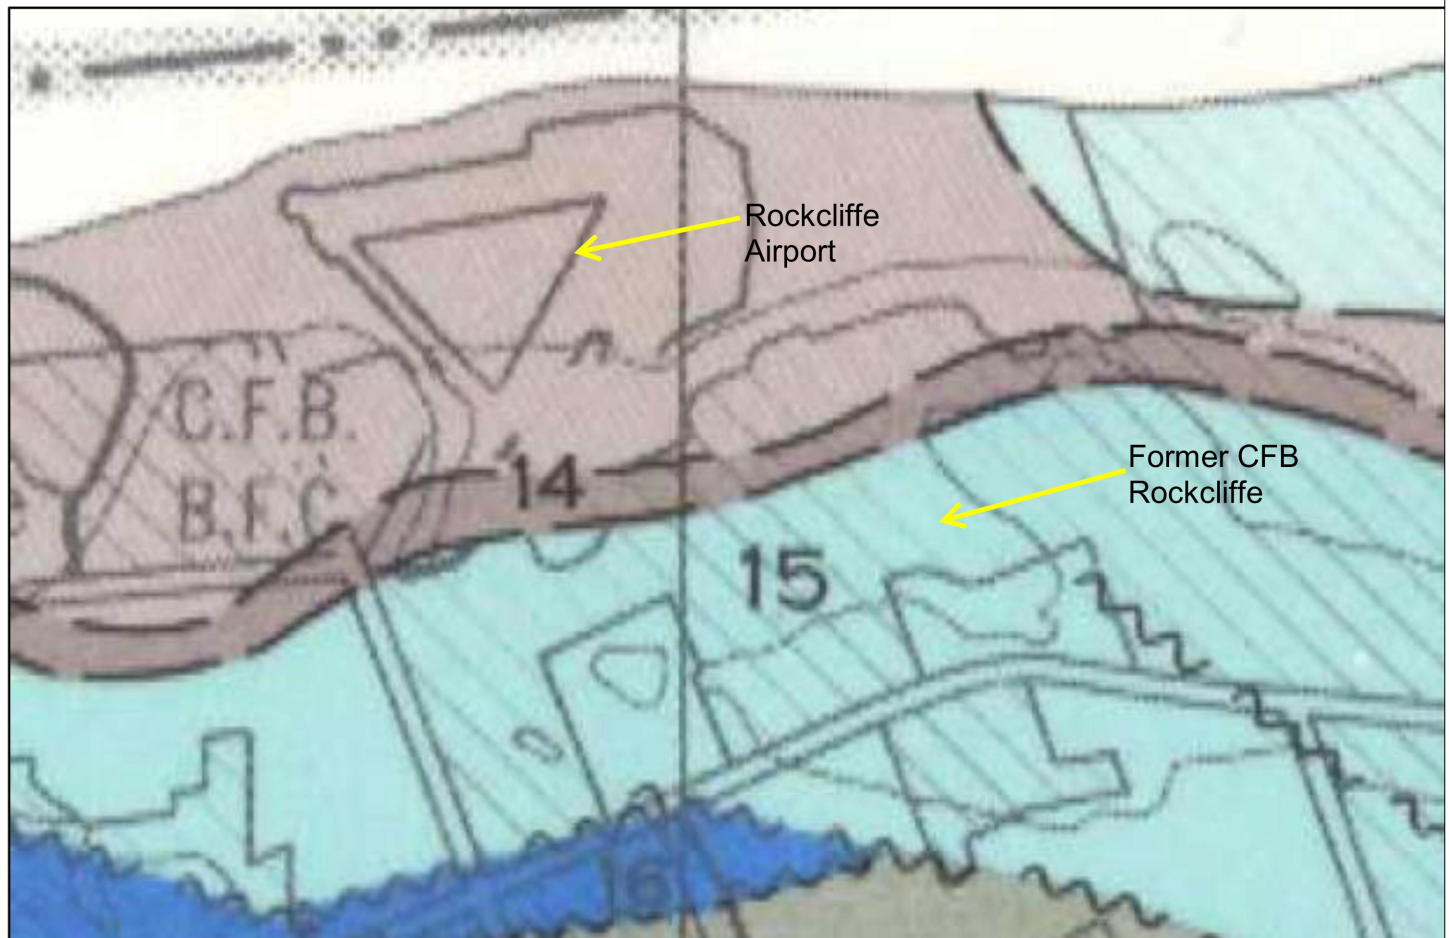 Rockcliffe
Airport
C.F.B.
B.F.C.
14
Former CFB
Rockcliffe
15
16